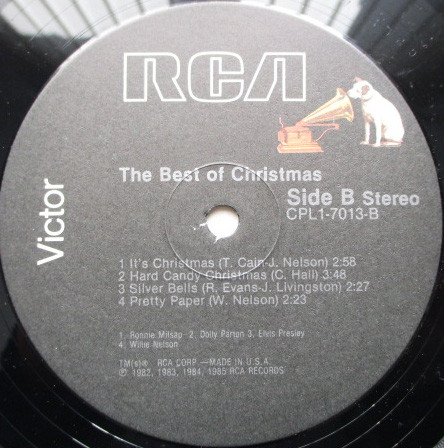 RCA
The Best of Christmas
Side B Stereo
CPL1-7013-B
Victor
1 It's Christmas (T. Cain-J. Nelson) 2:58
2 Hard Candy Christmas (C. Hall) 3:48
3 Silver Bells (R. Evans-J. Livingston) 2:27
4 Pretty Paper (W. Nelson) 2:23
1. Ronnie Milsap 2. Dolly Parton 3. Elvis Presley
4. Willie Nelson
TM(s)® RCA CORP.—MADE IN U.S.A.
℗ 1982, 1983, 1984, 1985 RCA RECORDS